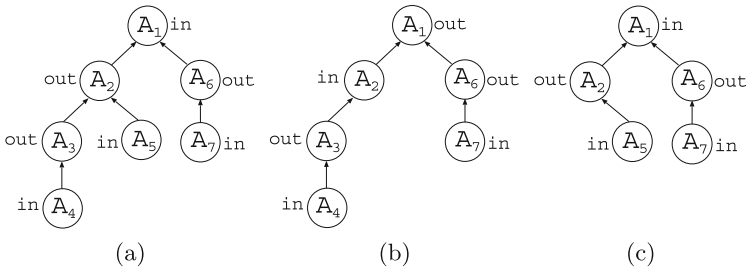 A₁ in A₁ out A₁ in
out A₂ A₆ out in A₂ A₆ out out A₂ A₆ out
out A₃ in A₅ A₇ in out A₃ A₇ in in A₅ A₇ in
in A₄ in A₄
(a) (b) (c)